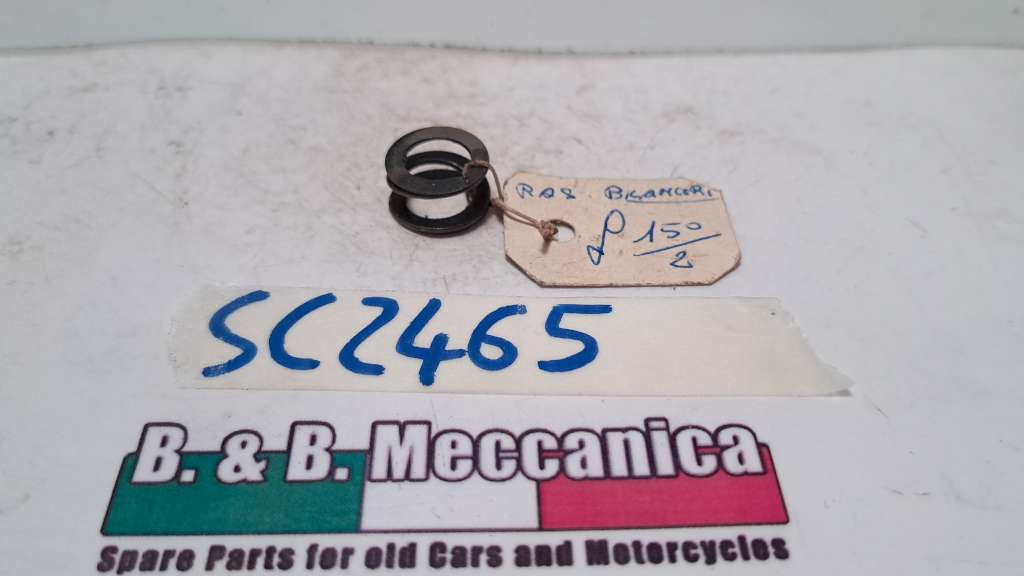 RAS. BILANCERI
150
2
SC2465
B. & B. Meccanica
Spare Parts for old Cars and Motorcycles